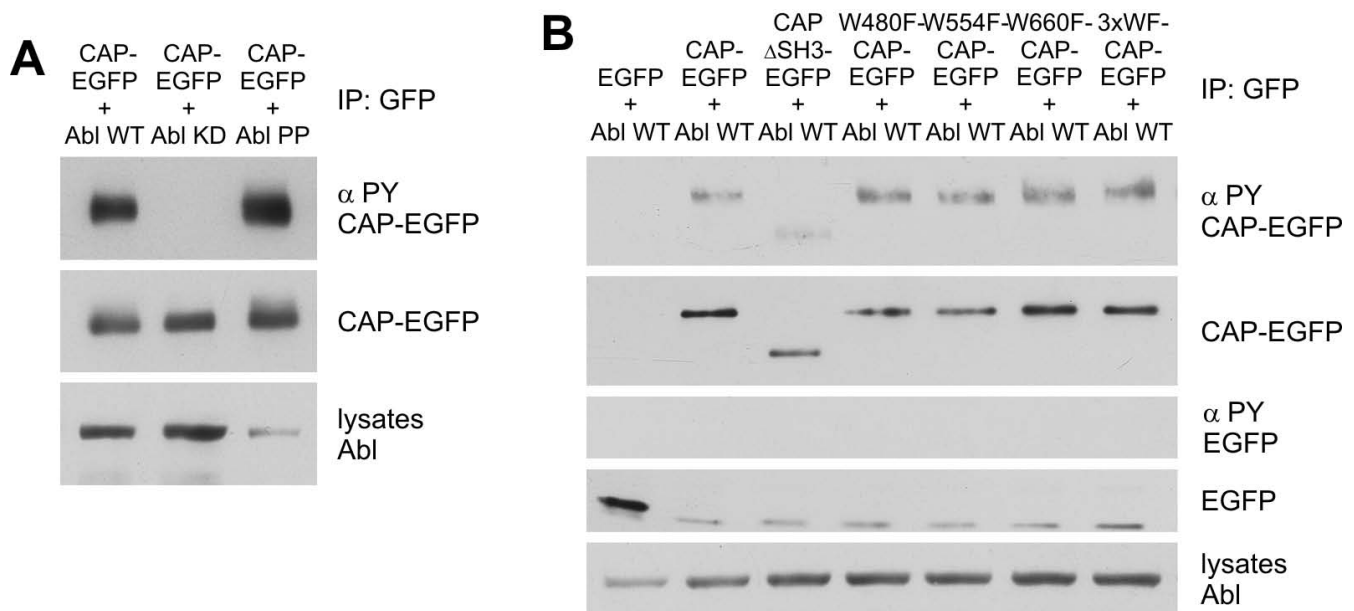 A
CAP- CAP- CAP-
EGFP EGFP EGFP
+ + +
Abl WT Abl KD Abl PP
IP: GFP
α PY
CAP-EGFP
CAP-EGFP
lysates
Abl
B
CAP W480F- W554F- W660F- 3xWF-
CAP- ΔSH3- CAP- CAP- CAP- CAP-
EGFP EGFP EGFP EGFP EGFP EGFP EGFP
+ + + + + + +
Abl WT Abl WT Abl WT Abl WT Abl WT Abl WT Abl WT
IP: GFP
α PY
CAP-EGFP
CAP-EGFP
α PY
EGFP
EGFP
lysates
Abl